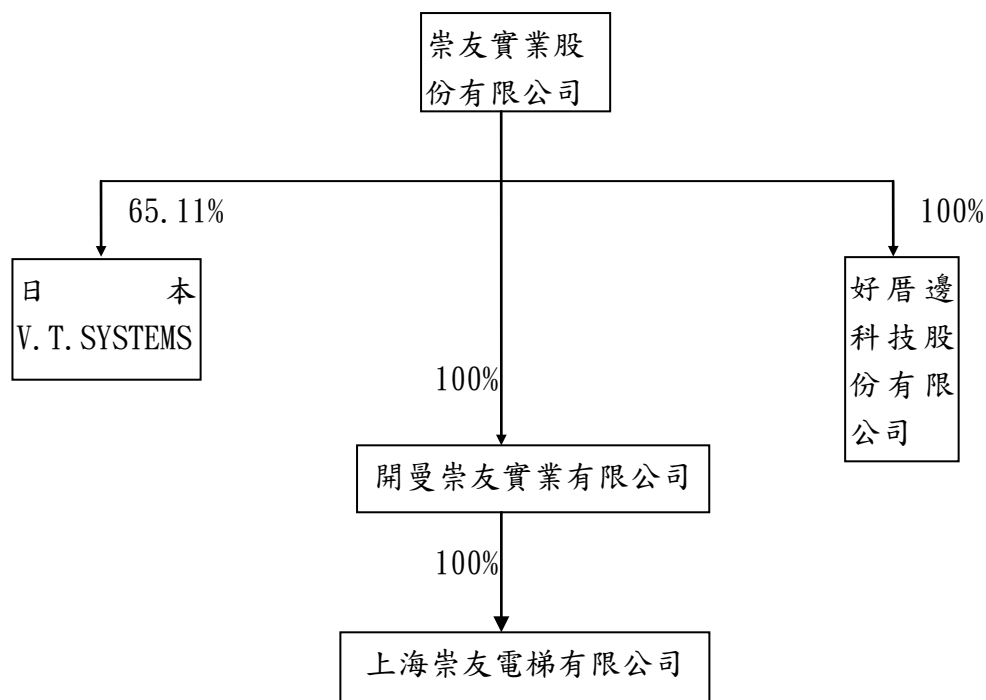 崇友實業股
份有限公司
65.11%
100%
日 本
V.T.SYSTEMS
好厝邊
科技股
份有限
公司
100%
開曼崇友實業有限公司
100%
上海崇友電梯有限公司